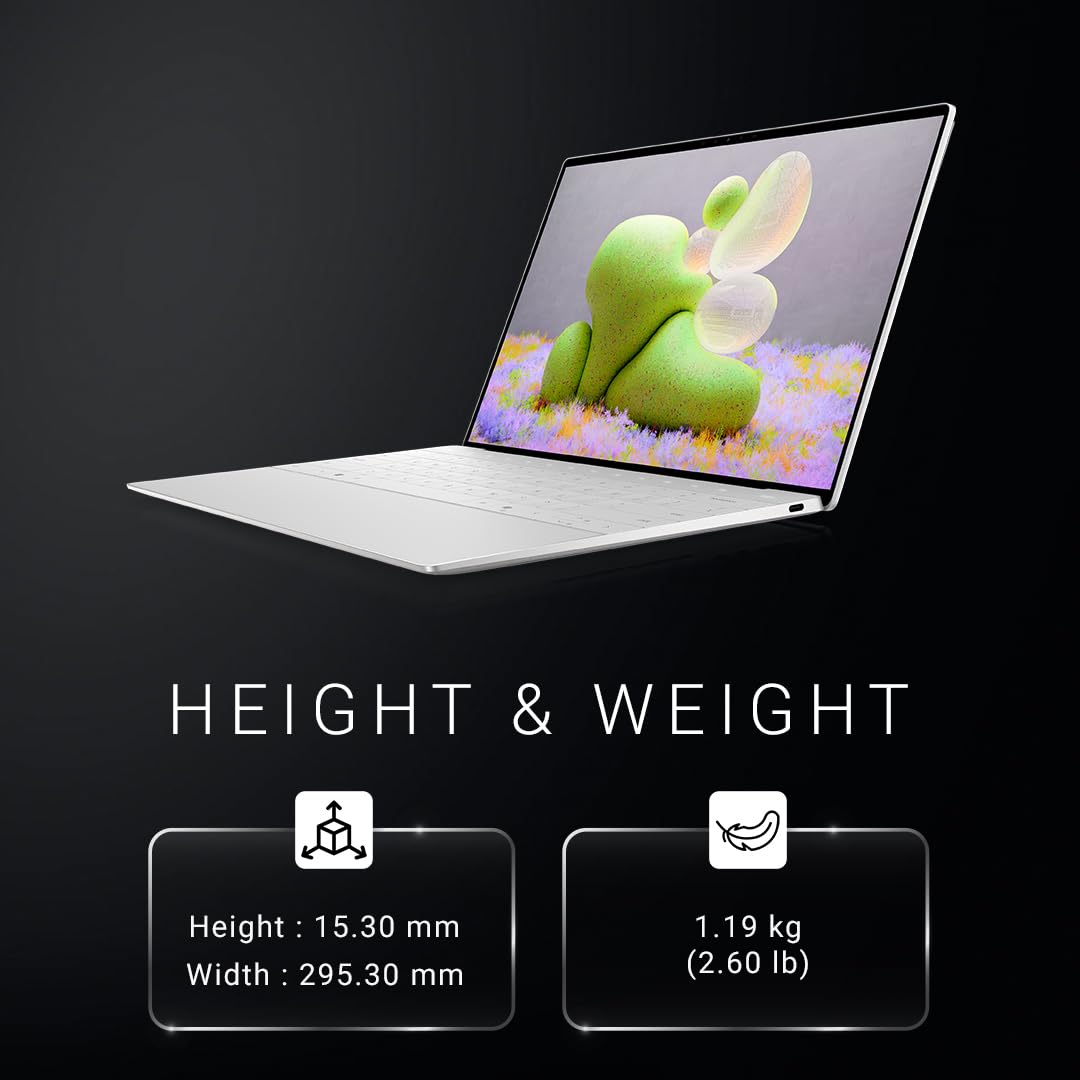 HEIGHT & WEIGHT
Height : 15.30 mm
Width : 295.30 mm
1.19 kg
(2.60 lb)